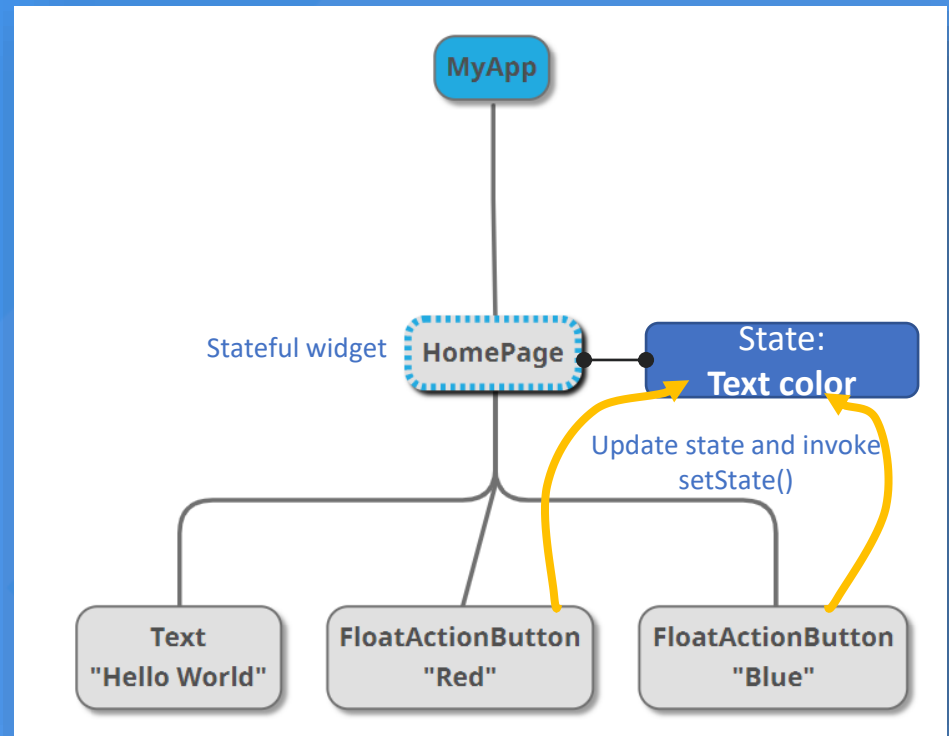 MyApp
Stateful widget
HomePage
State:
Text color
Update state and invoke
setState()
Text
"Hello World"
FloatActionButton
"Red"
FloatActionButton
"Blue"